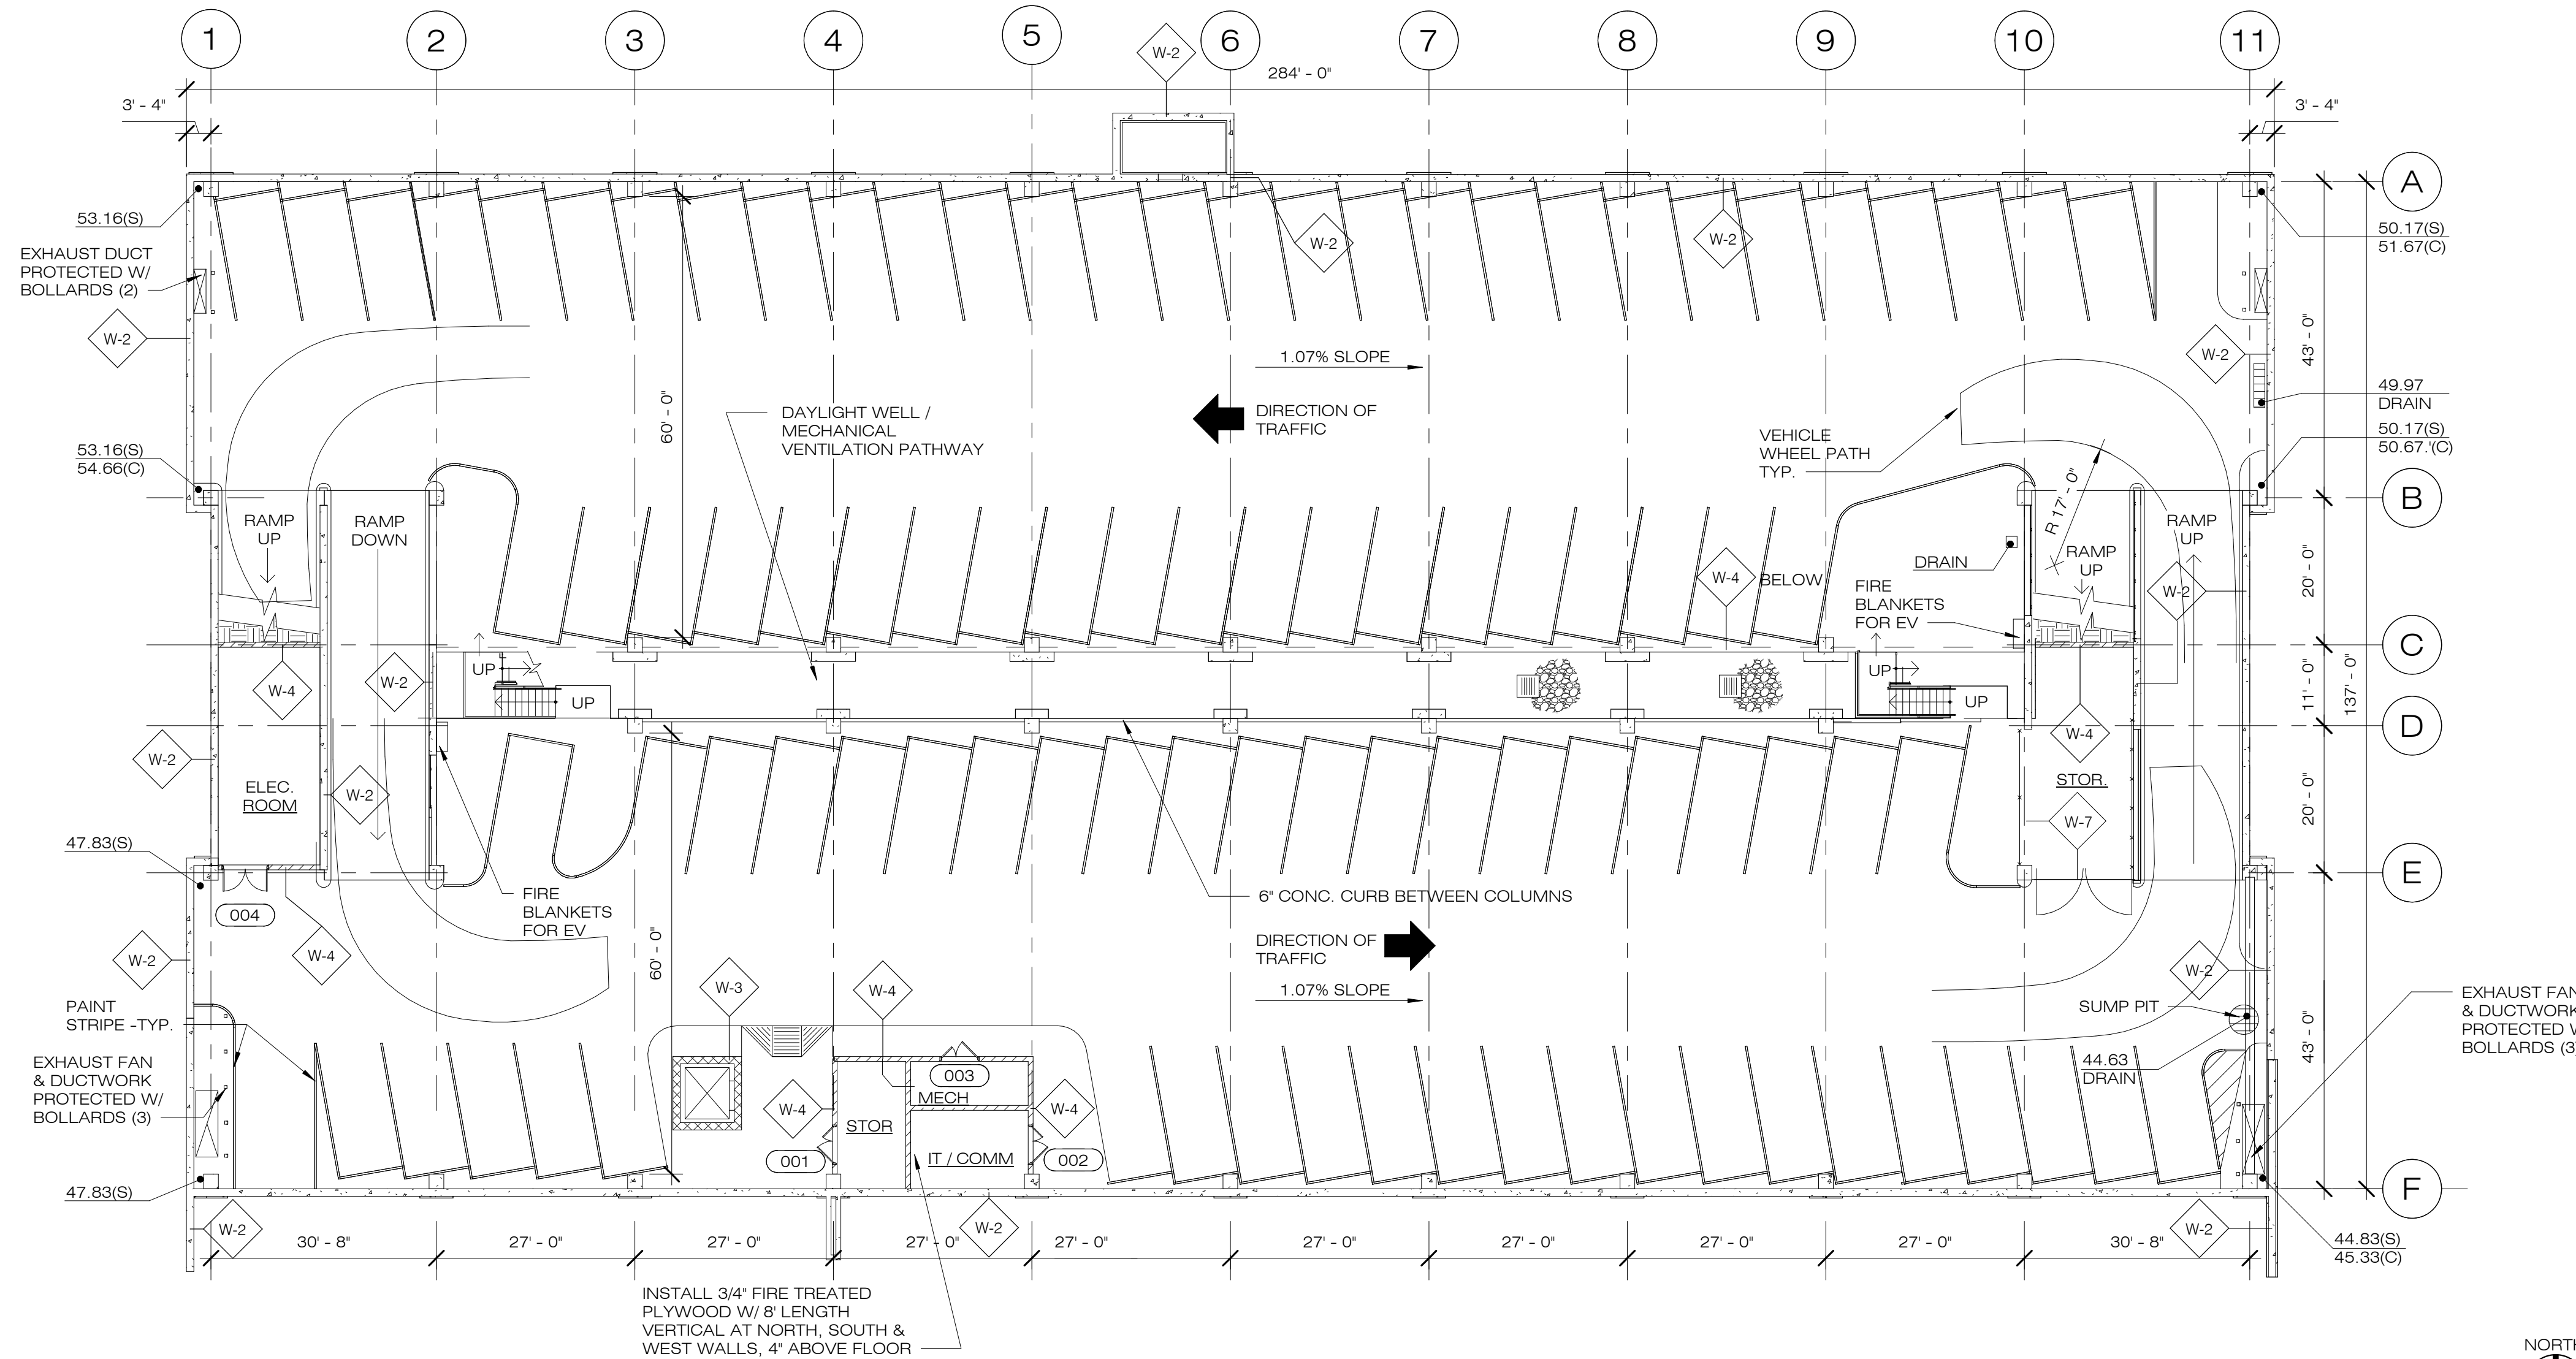 1
2
3
4
5
6
7
8
9
10
11
W-2
284' - 0"
3' - 4"
3' - 4"
A
53.16(S)
EXHAUST DUCT
PROTECTED W/
BOLLARDS (2)
W-2
W-2
W-2
50.17(S)
51.67(C)
W-2
43' - 0"
1.07% SLOPE
60' - 0"
DAYLIGHT WELL /
MECHANICAL
VENTILATION PATHWAY
DIRECTION OF
TRAFFIC
VEHICLE
WHEEL PATH
TYP.
49.97
DRAIN
50.17(S)
50.67.'(C)
53.16(S)
54.66(C)
B
RAMP
UP
RAMP
DOWN
R 17' - 0"
RAMP
UP
RAMP
UP
DRAIN
W-4
BELOW
FIRE
BLANKETS
FOR EV
W-2
20' - 0"
C
UP
UP
W-4
W-2
UP
UP
11' - 0"
137' - 0"
D
W-2
W-4
ELEC.
ROOM
W-2
STOR.
W-7
20' - 0"
47.83(S)
E
004
FIRE
BLANKETS
FOR EV
6" CONC. CURB BETWEEN COLUMNS
W-4
W-2
60' - 0"
DIRECTION OF
TRAFFIC
1.07% SLOPE
W-3
W-4
W-2
SUMP PIT
EXHAUST FAN
& DUCTWORK
PROTECTED W
BOLLARDS (3)
PAINT
STRIPE -TYP.
EXHAUST FAN
& DUCTWORK
PROTECTED W/
BOLLARDS (3)
44.63
DRAIN
43' - 0"
003
MECH
W-4
W-4
STOR
001
IT / COMM
002
47.83(S)
F
W-2
W-2
W-2
44.83(S)
45.33(C)
30' - 8"
27' - 0"
27' - 0"
27' - 0"
27' - 0"
27' - 0"
27' - 0"
27' - 0"
27' - 0"
30' - 8"
INSTALL 3/4" FIRE TREATED
PLYWOOD W/ 8' LENGTH
VERTICAL AT NORTH, SOUTH &
WEST WALLS, 4" ABOVE FLOOR
NORTH